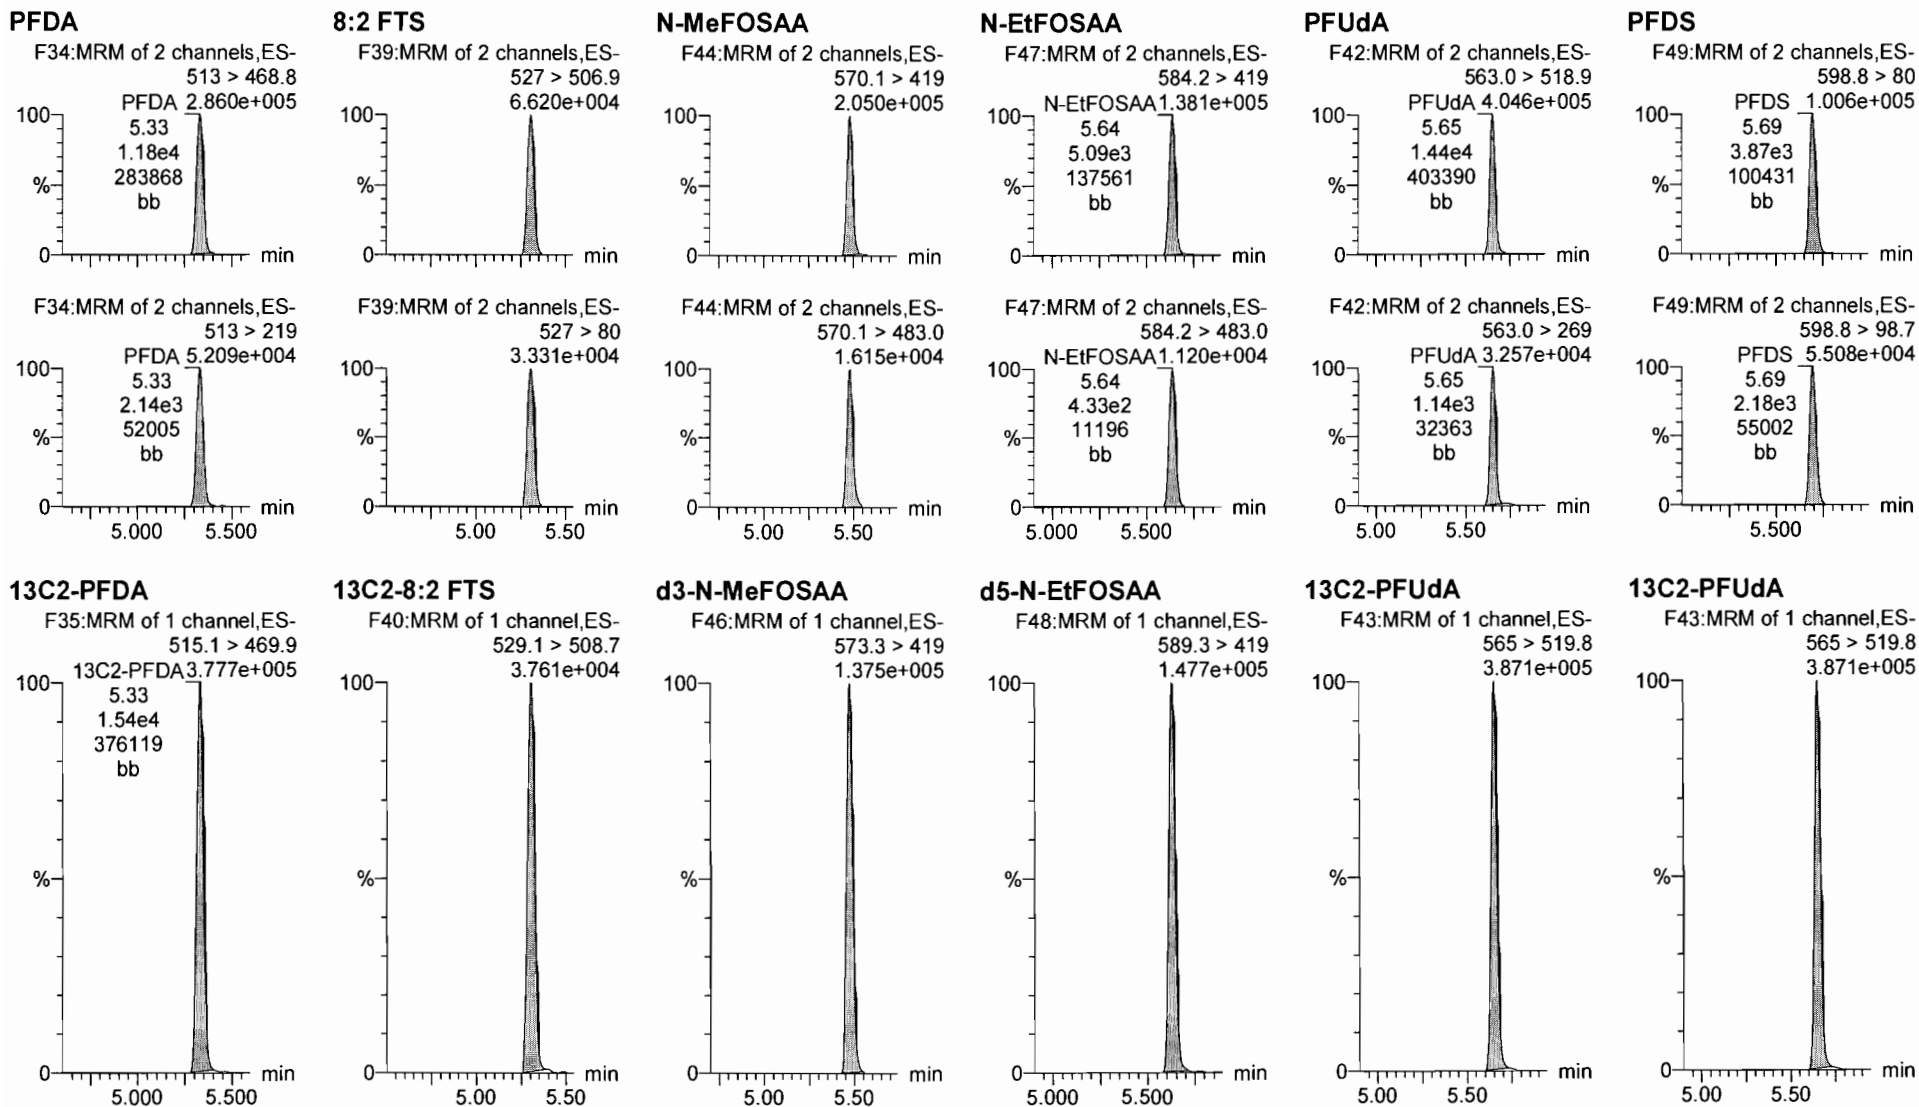 PFDA
F34:MRM of 2 channels,ES-
513 > 468.8
PFDA 2.860e+005
100
5.33
1.18e4
283868
bb
%
0
min
8:2 FTS
F39:MRM of 2 channels,ES-
527 > 506.9
6.620e+004
100
%
0
min
N-MeFOSAA
F44:MRM of 2 channels,ES-
570.1 > 419
2.050e+005
100
%
0
min
N-EtFOSAA
F47:MRM of 2 channels,ES-
584.2 > 419
N-EtFOSAA 1.381e+005
100
5.64
5.09e3
137561
bb
%
0
min
PFUdA
F42:MRM of 2 channels,ES-
563.0 > 518.9
PFUdA 4.046e+005
100
5.65
1.44e4
403390
bb
%
0
min
PFDS
F49:MRM of 2 channels,ES-
598.8 > 80
PFDS 1.006e+005
100
5.69
3.87e3
100431
bb
%
0
min
F34:MRM of 2 channels,ES-
513 > 219
PFDA 5.209e+004
100
5.33
2.14e3
52005
bb
%
0
min
5.000 5.500
F39:MRM of 2 channels,ES-
527 > 80
3.331e+004
100
%
0
min
5.00 5.50
F44:MRM of 2 channels,ES-
570.1 > 483.0
1.615e+004
100
%
0
min
5.00 5.50
F47:MRM of 2 channels,ES-
584.2 > 483.0
N-EtFOSAA 1.120e+004
100
5.64
4.33e2
11196
bb
%
0
min
5.000 5.500
F42:MRM of 2 channels,ES-
563.0 > 269
PFUdA 3.257e+004
100
5.65
1.14e3
32363
bb
%
0
min
5.00 5.50
F49:MRM of 2 channels,ES-
598.8 > 98.7
PFDS 5.508e+004
100
5.69
2.18e3
55002
bb
%
0
min
5.500
13C2-PFDA
F35:MRM of 1 channel,ES-
515.1 > 469.9
13C2-PFDA 3.777e+005
100
5.33
1.54e4
376119
bb
%
0
min
5.000 5.500
13C2-8:2 FTS
F40:MRM of 1 channel,ES-
529.1 > 508.7
3.761e+004
100
%
0
min
5.00 5.50
d3-N-MeFOSAA
F46:MRM of 1 channel,ES-
573.3 > 419
1.375e+005
100
%
0
min
5.00 5.50
d5-N-EtFOSAA
F48:MRM of 1 channel,ES-
589.3 > 419
1.477e+005
100
%
0
min
5.000 5.500
13C2-PFUdA
F43:MRM of 1 channel,ES-
565 > 519.8
3.871e+005
100
%
0
min
5.00 5.50
13C2-PFUdA
F43:MRM of 1 channel,ES-
565 > 519.8
3.871e+005
100
%
0
min
5.00 5.50